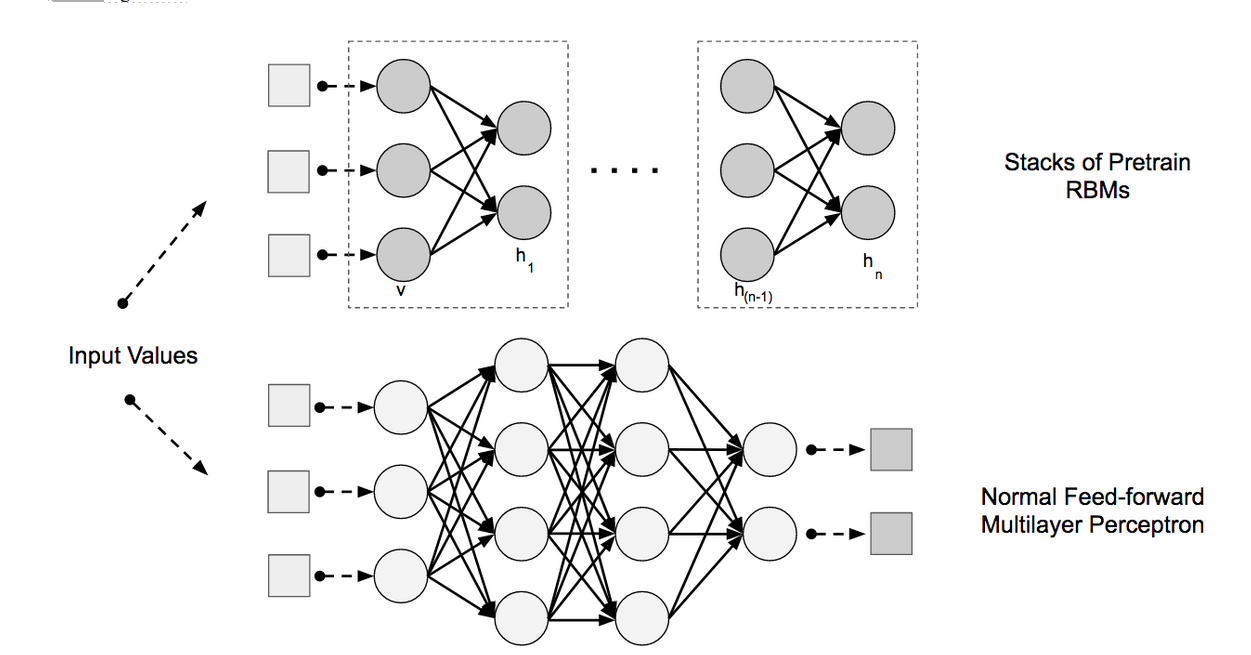 Stacks of Pretrain
RBMs
h1
hn
v
h(n-1)
Input Values
Normal Feed-forward
Multilayer Perceptron